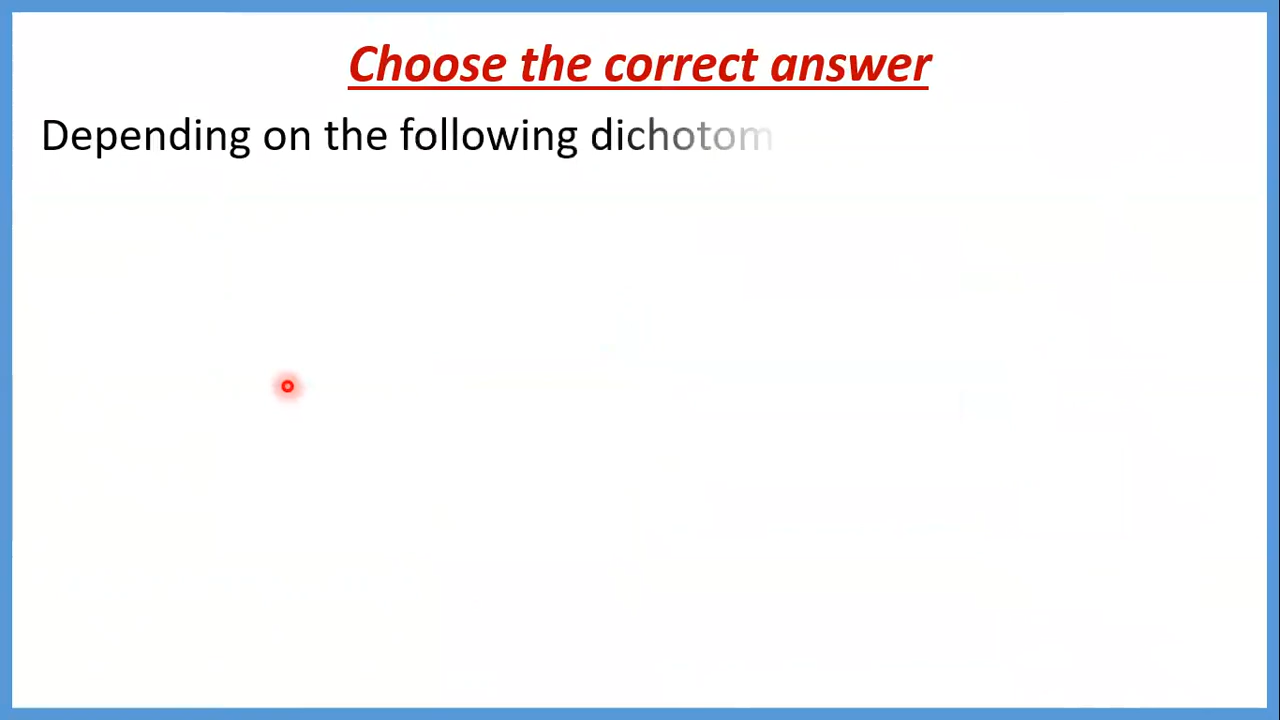 Choose the correct answer
Depending on the following dichotom